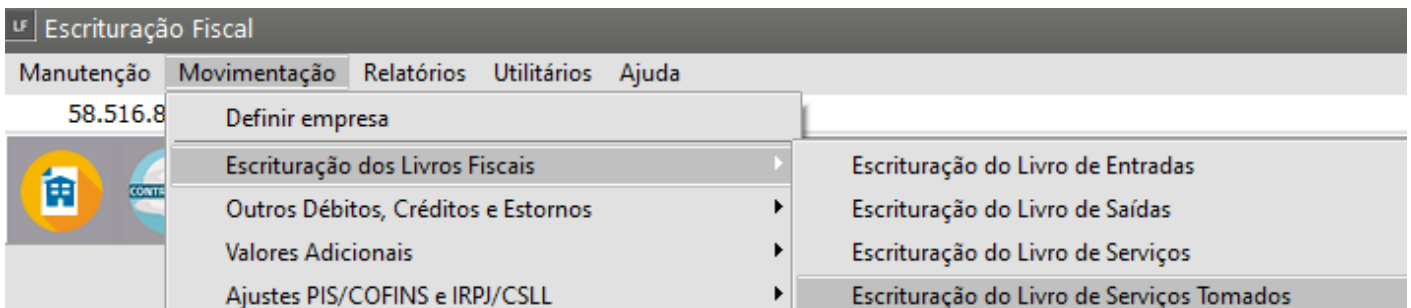 LF Escrituração Fiscal
Manutenção Movimentação Relatórios Utilitários Ajuda
58.516.8
Definir empresa
Escrituração dos Livros Fiscais
Escrituração do Livro de Entradas
Outros Débitos, Créditos e Estornos
Escrituração do Livro de Saídas
Valores Adicionais
Escrituração do Livro de Serviços
Ajustes PIS/COFINS e IRPJ/CSLL
Escrituração do Livro de Serviços Tomados